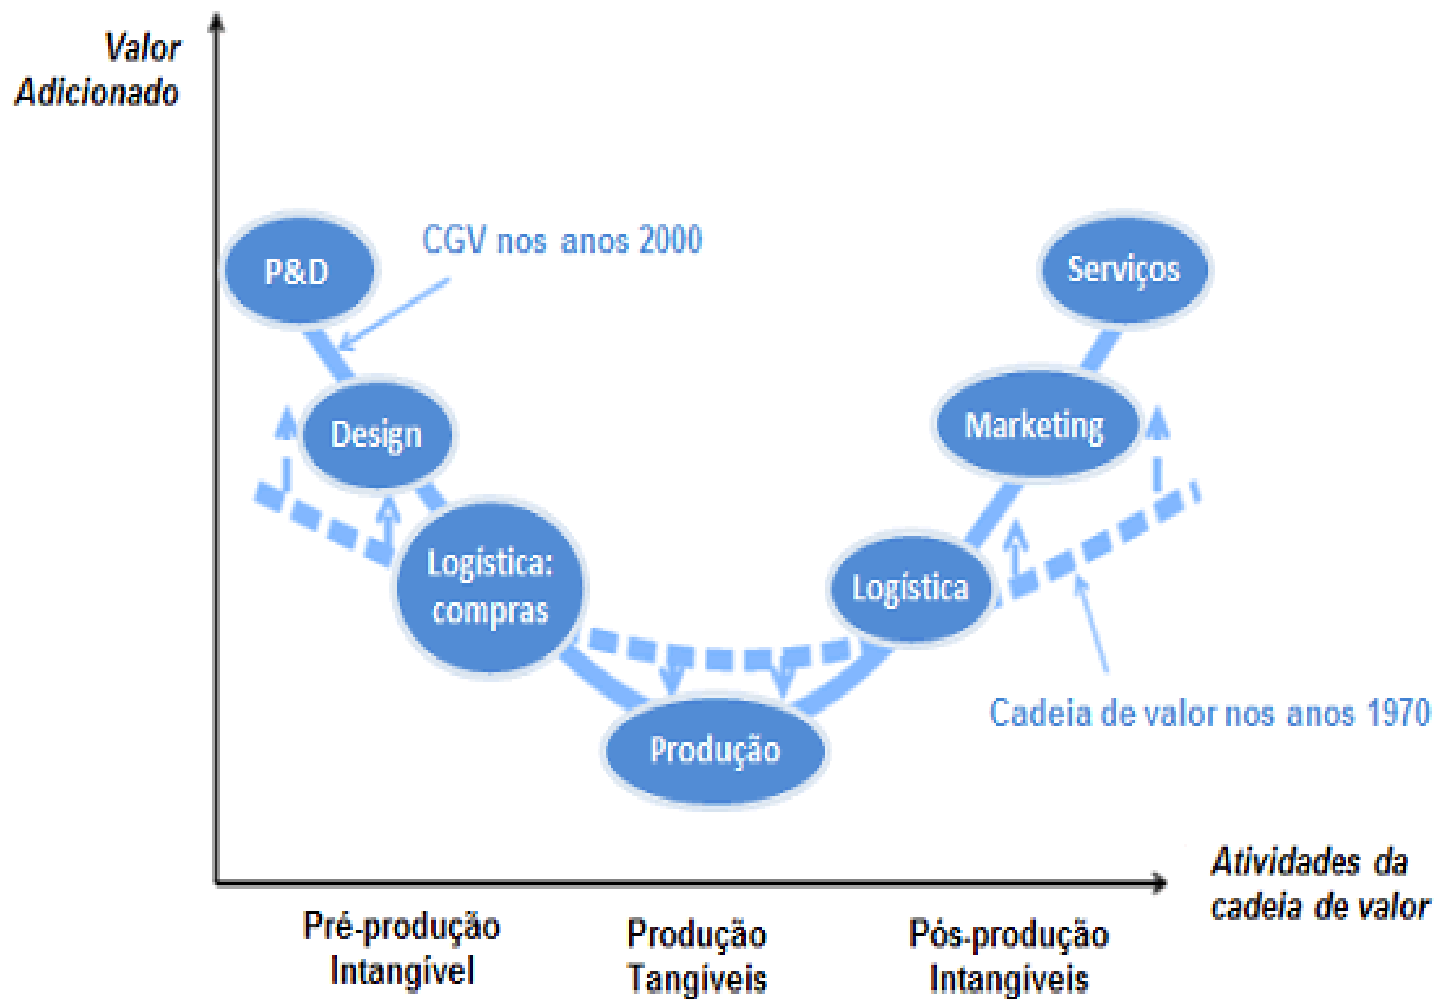 Valor
Adicionado
CGV nos anos 2000
P&D
Serviços
Design
Marketing
Logística:
compras
Logística
Produção
Cadeia de valor nos anos 1970
Atividades da
cadeia de valor
Pré-produção
Intangível
Produção
Tangíveis
Pós-produção
Intangíveis